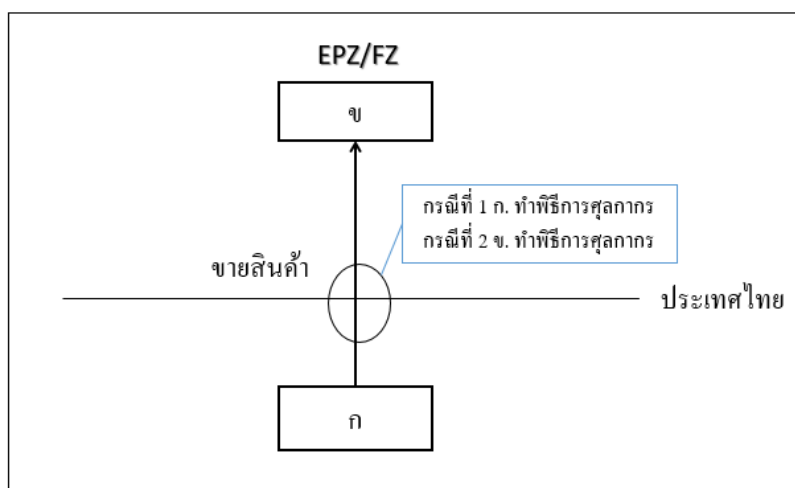 EPZ/FZ
ข
กรณีที่ 1 ก. ทำพิธีการศุลกากร
กรณีที่ 2 ข. ทำพิธีการศุลกากร
ขายสินค้า
ประเทศไทย
ก